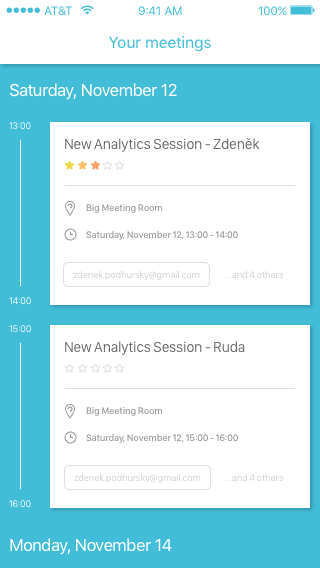 AT&T 9:41 AM 100%
Your meetings
Saturday, November 12
13:00
New Analytics Session - Zdeněk
Big Meeting Room
Saturday, November 12, 13:00 - 14:00
zdenek.podhursky@gmail.com ... and 4 others
14:00
15:00
New Analytics Session - Ruda
Big Meeting Room
Saturday, November 12, 15:00 - 16:00
zdenek.podhursky@gmail.com ... and 4 others
16:00
Monday, November 14